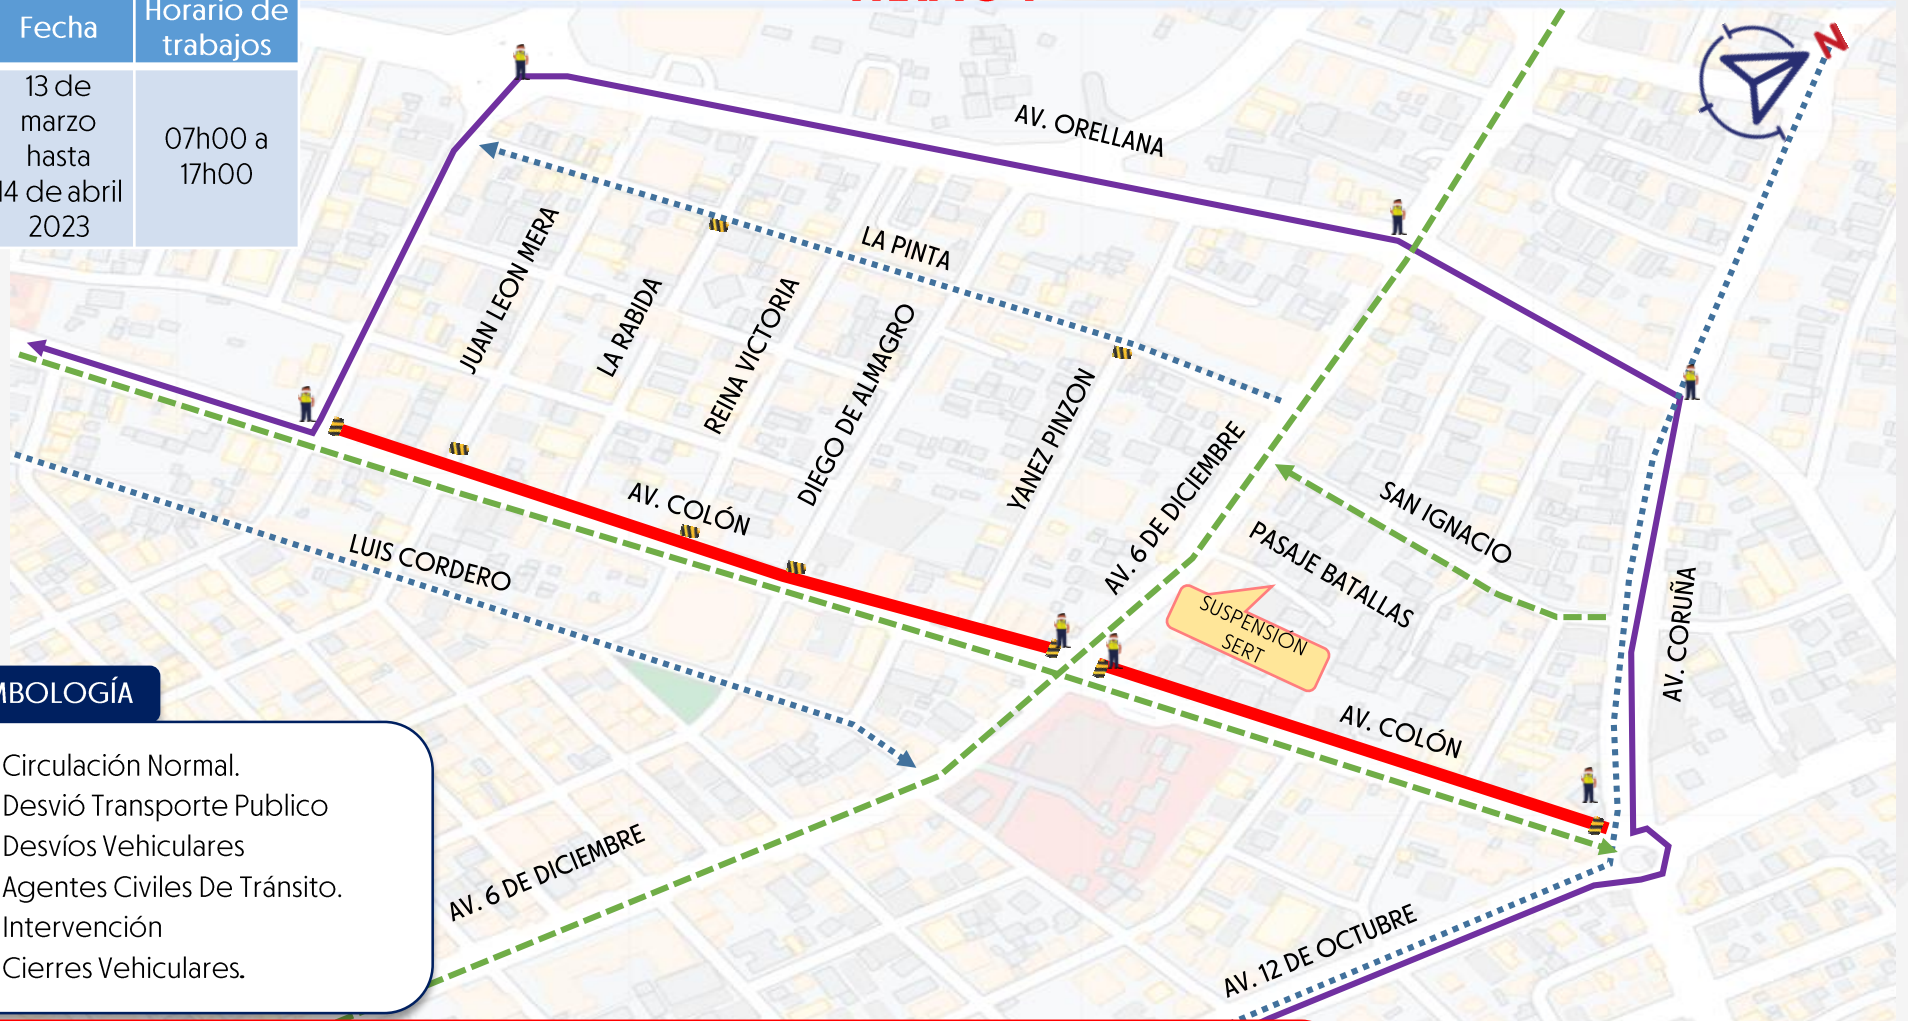 Fecha
Horario de
trabajos
13 de
marzo
hasta
14 de abril
2023
07h00 a
17h00
N
AV. ORELLANA
LA PINTA
JUAN LEON MERA
LA RABIDA
REINA VICTORIA
DIEGO DE ALMAGRO
YANEZ PINZON
AV. 6 DE DICIEMBRE
SAN IGNACIO
PASAJE BATALLAS
AV. COLÓN
LUIS CORDERO
SUSPENSIÓN
SERT
AV. CORUÑA
AV. COLÓN
AV. 6 DE DICIEMBRE
AV. 12 DE OCTUBRE
MBOLOGÍA
Circulación Normal.
Desvió Transporte Publico
Desvíos Vehiculares
Agentes Civiles De Tránsito.
Intervención
Cierres Vehiculares.